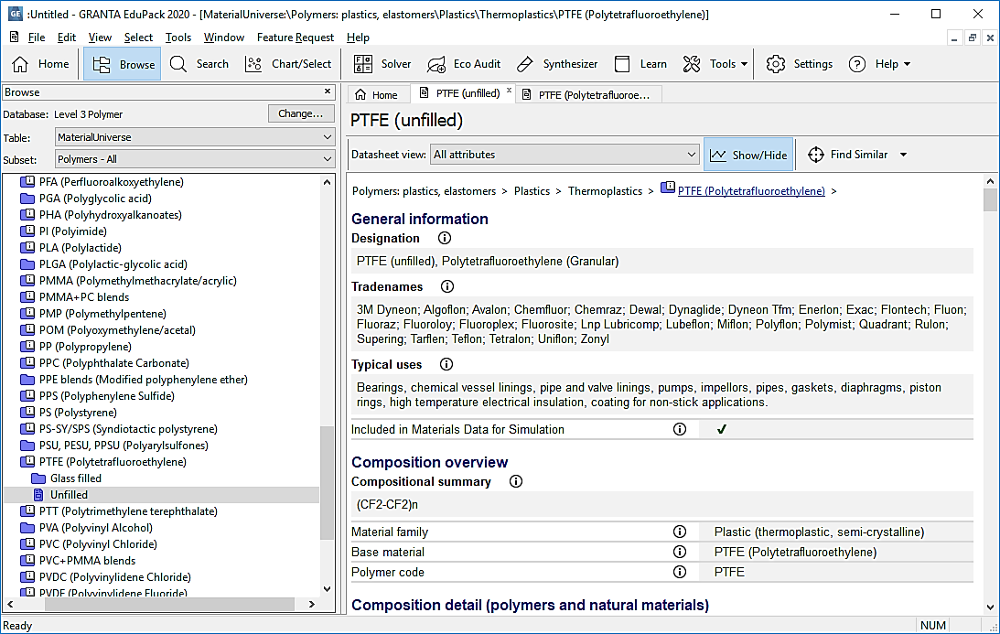 :Untitled - GRANTA EduPack 2020 - [MaterialUniverse:\Polymers: plastics, elastomers\Plastics\Thermoplastics\PTFE (Polytetrafluoroethylene)]
File Edit View Select Tools Window Feature Request Help
Home Browse Search Chart/Select Solver Eco Audit Synthesizer Learn Tools Settings Help
Browse
Database: Level 3 Polymer Change...
Table: MaterialUniverse
Subset: Polymers - All
PFA (Perfluoroalkoxyethylene)
PGA (Polyglycolic acid)
PHA (Polyhydroxyalkanoates)
PI (Polyimide)
PLA (Polylactide)
PLGA (Polylactic-glycolic acid)
PMMA (Polymethylmethacrylate/acrylic)
PMMA+PC blends
PMP (Polymethylpentene)
POM (Polyoxymethylene/acetal)
PP (Polypropylene)
PPC (Polyphthalate Carbonate)
PPE blends (Modified polyphenylene ether)
PPS (Polyphenylene Sulfide)
PS (Polystyrene)
PS-SY/SPS (Syndiotactic polystyrene)
PSU, PESU, PPSU (Polyarylsulfones)
PTFE (Polytetrafluoroethylene)
Glass filled
Unfilled
PTT (Polytrimethylene terephthalate)
PVA (Polyvinyl Alcohol)
PVC (Polyvinyl Chloride)
PVC+PMMA blends
PVDC (Polyvinylidene Chloride)
PVDF (Polyvinylidene Fluoride)
Home PTFE (unfilled) PTFE (Polytetrafluoroe...
PTFE (unfilled)
Datasheet view: All attributes Show/Hide Find Similar
Polymers: plastics, elastomers > Plastics > Thermoplastics > PTFE (Polytetrafluoroethylene) >
General information
Designation
PTFE (unfilled), Polytetrafluoroethylene (Granular)
Tradenames
3M Dyneon; Algoflon; Avalon; Chemfluor; Chemraz; Dewal; Dynaglide; Dyneon Tfm; Enerlon; Exac; Flontech; Fluon;
Fluoraz; Fluoroloy; Fluoroplex; Fluorosite; Lnp Lubricomp; Lubeflon; Miflon; Polyflon; Polymist; Quadrant; Rulon;
Supering; Tarflen; Teflon; Tetralon; Uniflon; Zonyl
Typical uses
Bearings, chemical vessel linings, pipe and valve linings, pumps, impellors, pipes, gaskets, diaphragms, piston
rings, high temperature electrical insulation, coating for non-stick applications.
Included in Materials Data for Simulation ✔
Composition overview
Compositional summary
(CF2-CF2)n
Material family Plastic (thermoplastic, semi-crystalline)
Base material PTFE (Polytetrafluoroethylene)
Polymer code PTFE
Composition detail (polymers and natural materials)
Ready NUM